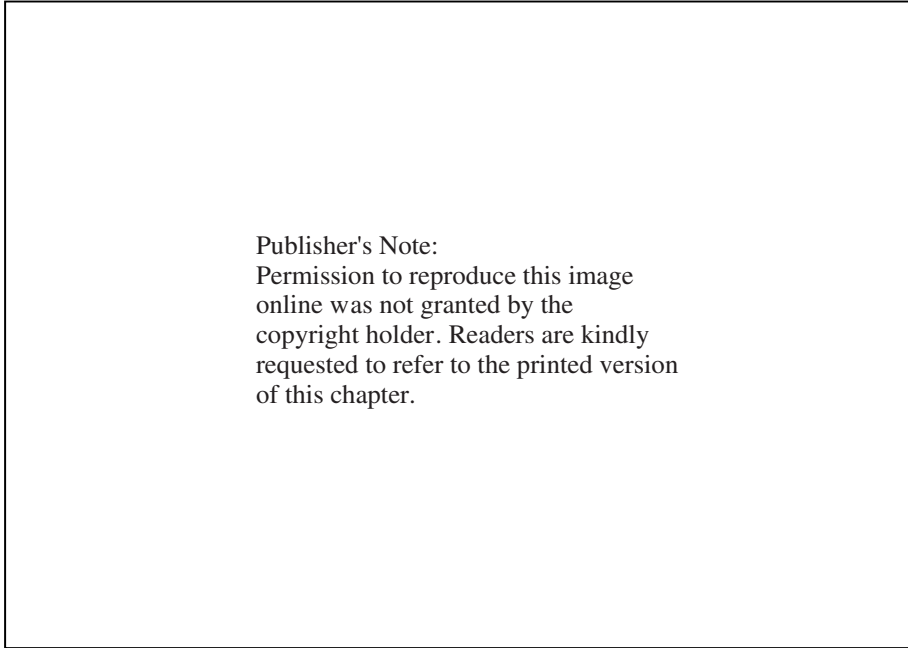 Publisher's Note:
Permission to reproduce this image
online was not granted by the
copyright holder. Readers are kindly
requested to refer to the printed version
of this chapter.